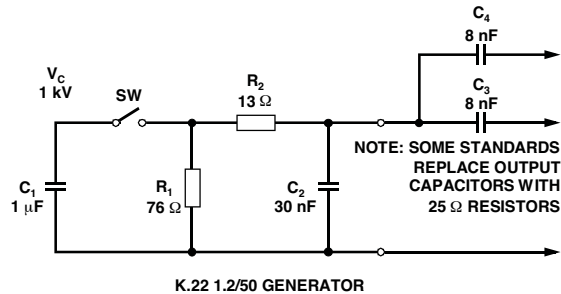 C4
8 nF
VC
1 kV
SW
R2
13 Ω
C3
8 nF
NOTE: SOME STANDARDS
REPLACE OUTPUT
CAPACITORS WITH
25 Ω RESISTORS
C1
1 µF
R1
76 Ω
C2
30 nF
K.22 1.2/50 GENERATOR